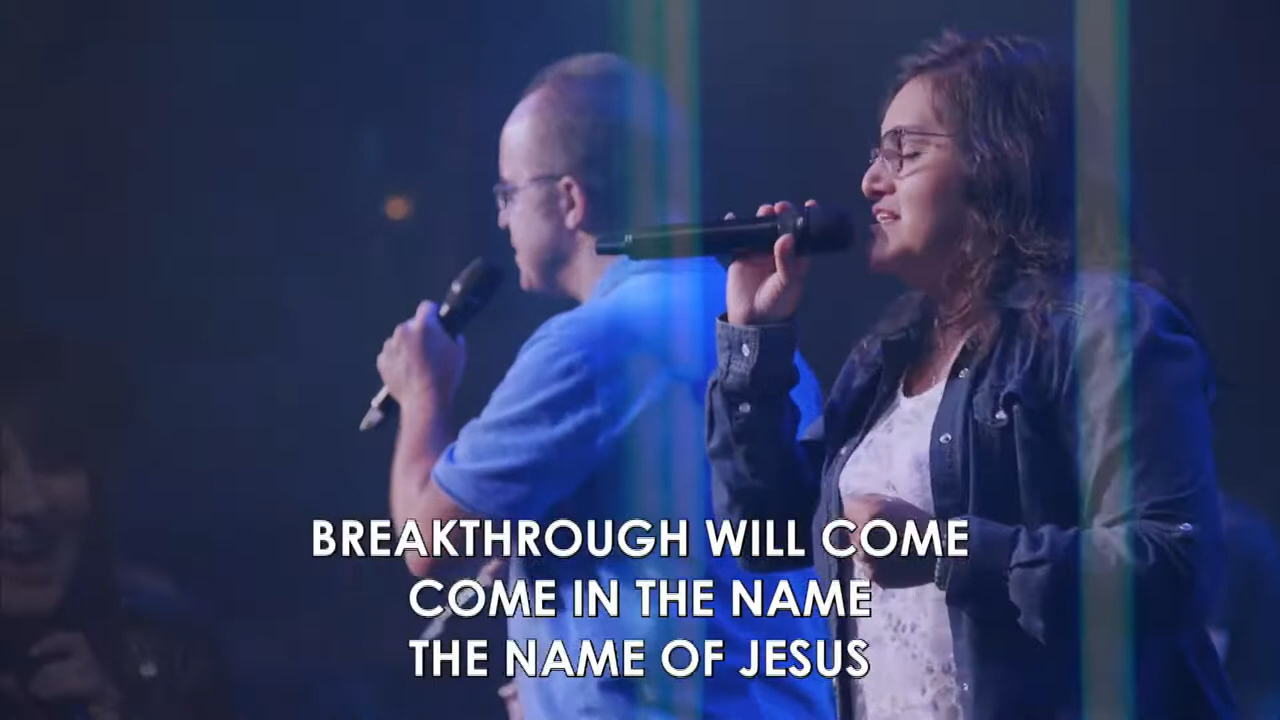 BREAKTHROUGH WILL COME
COME IN THE NAME
THE NAME OF JESUS